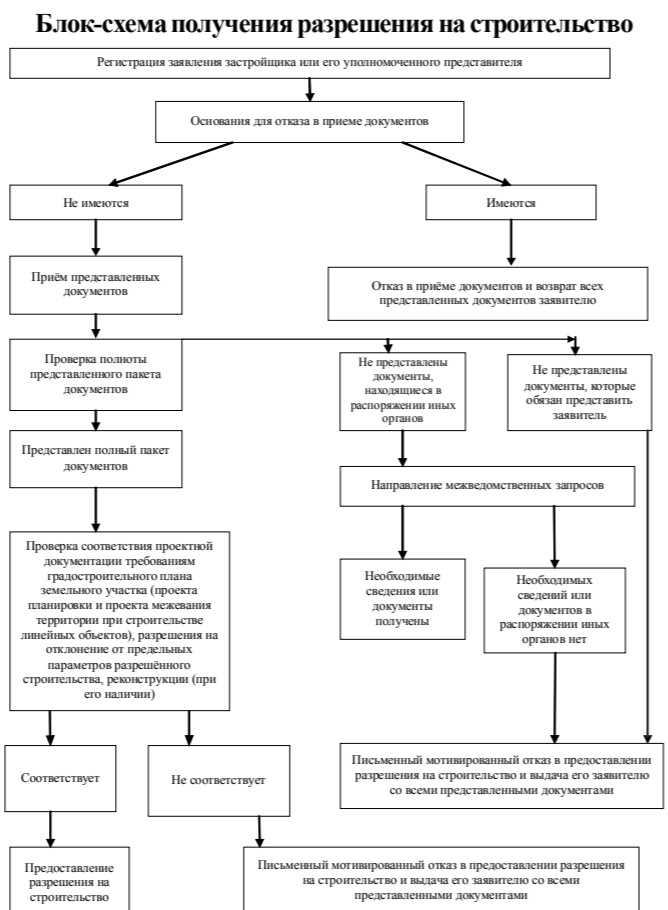 Блок-схема получения разрешения на строительство
Регистрация заявления застройщика или его уполномоченного представителя
Основания для отказа в приеме документов
Не имеются
Имеются
Приём представленных
документов
Отказ в приёме документов и возврат всех
представленных документов заявителю
Проверка полноты
представленного пакета
документов
Не представлены
документы,
находящиеся в
распоряжении иных
органов
Не представлены
документы, которые
обязан представить
заявитель
Представлен полный пакет
документов
Направление межведомственных запросов
Проверка соответствия проектной
документации требованиям
градостроительного плана
земельного участка (проекта
планировки и проекта межевания
территории при строительстве
линейных объектов), разрешения на
отклонение от предельных
параметров разрешённого
строительства, реконструкции (при
его наличии)
Необходимые
сведения или
документы
получены
Необходимых
сведений или
документов в
распоряжении иных
органов нет
Соответствует
Не соответствует
Письменный мотивированный отказ в предоставлении
разрешения на строительство и выдача его заявителю
со всеми представленными документами
Предоставление
разрешения на
строительство
Письменный мотивированный отказ в предоставлении разрешения
на строительство и выдача его заявителю со всеми
представленными документами